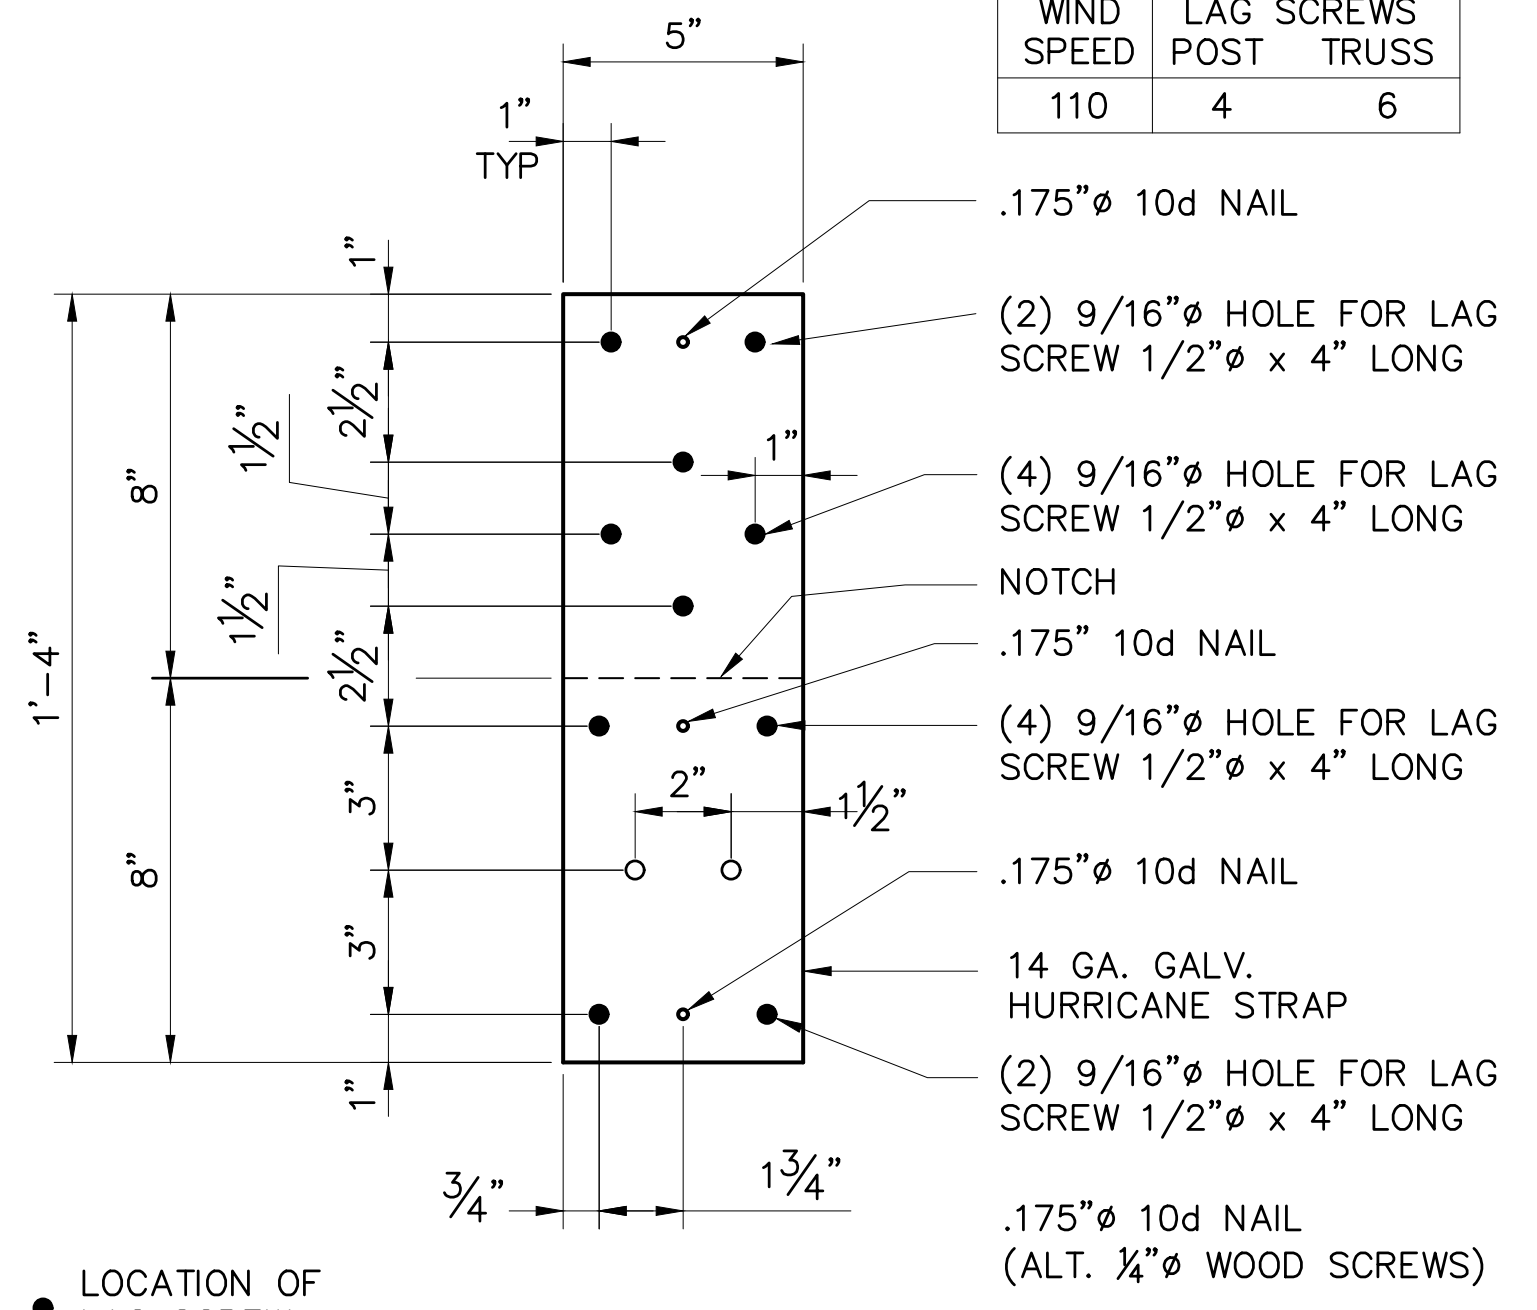 WIND LAG SCREWS
SPEED POST TRUSS
110 4 6
5”
1”
TYP
.175”ø 10d NAIL
1”
(2) 9/16”ø HOLE FOR LAG
SCREW 1/2”ø x 4” LONG
2½”
1½”
1”
8”
(4) 9/16”ø HOLE FOR LAG
SCREW 1/2”ø x 4” LONG
NOTCH
1½”
2½”
1’–4”
.175” 10d NAIL
(4) 9/16”ø HOLE FOR LAG
SCREW 1/2”ø x 4” LONG
3”
2”
1½”
8”
.175”ø 10d NAIL
3”
14 GA. GALV.
HURRICANE STRAP
(2) 9/16”ø HOLE FOR LAG
SCREW 1/2”ø x 4” LONG
1”
¾”
1¾”
.175”ø 10d NAIL
(ALT. ¼”ø WOOD SCREWS)
LOCATION OF